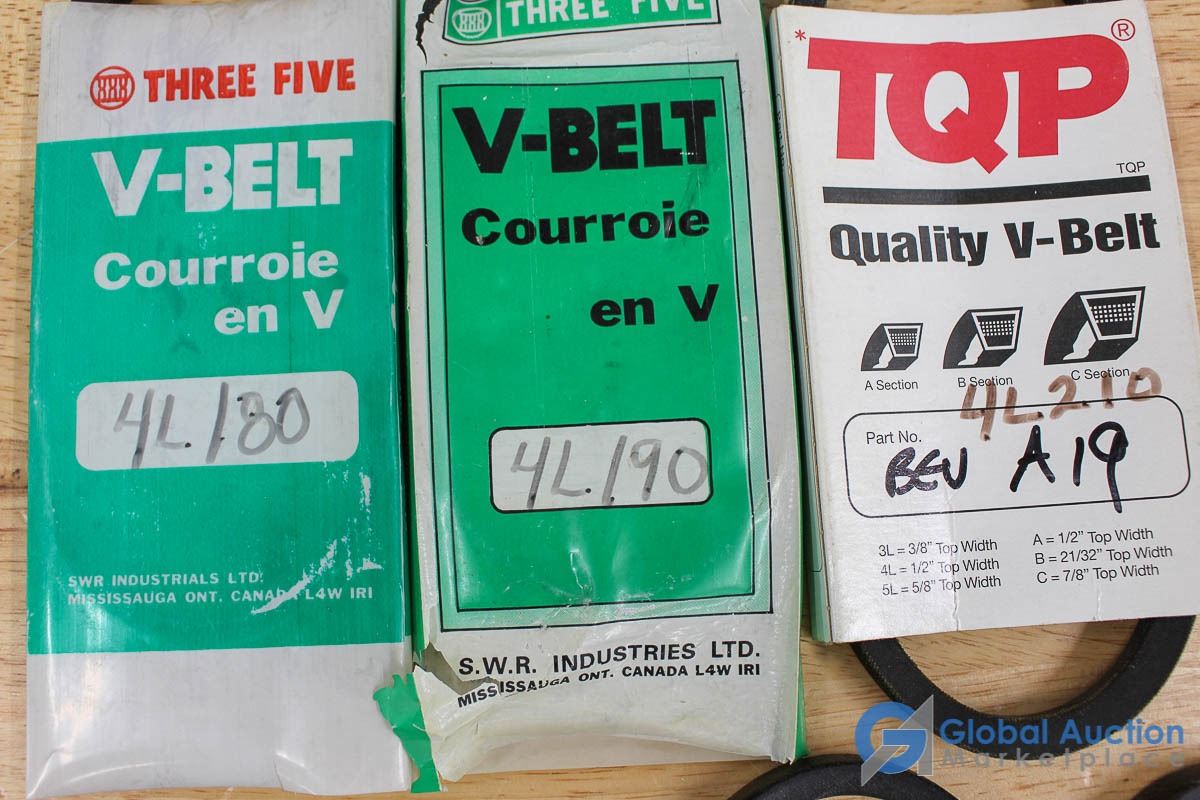 THREE FIVE
V-BELT
Courroie
en V
4L180
SWR INDUSTRIALS LTD.
MISSISSAUGA ONT. CANADA L4W IRI
THREE FIVE
V-BELT
Courroie
en V
4L190
S.W.R. INDUSTRIES LTD.
MISSISSAUGA ONT. CANADA L4W IRI
*TQP®
TQP
Quality V-Belt
A Section B Section C Section
4L210
Part No.
A19
3L = 3/8" Top Width
4L = 1/2" Top Width
5L = 5/8" Top Width
A = 1/2" Top Width
B = 21/32" Top Width
C = 7/8" Top Width
Global Auction
Marketplace